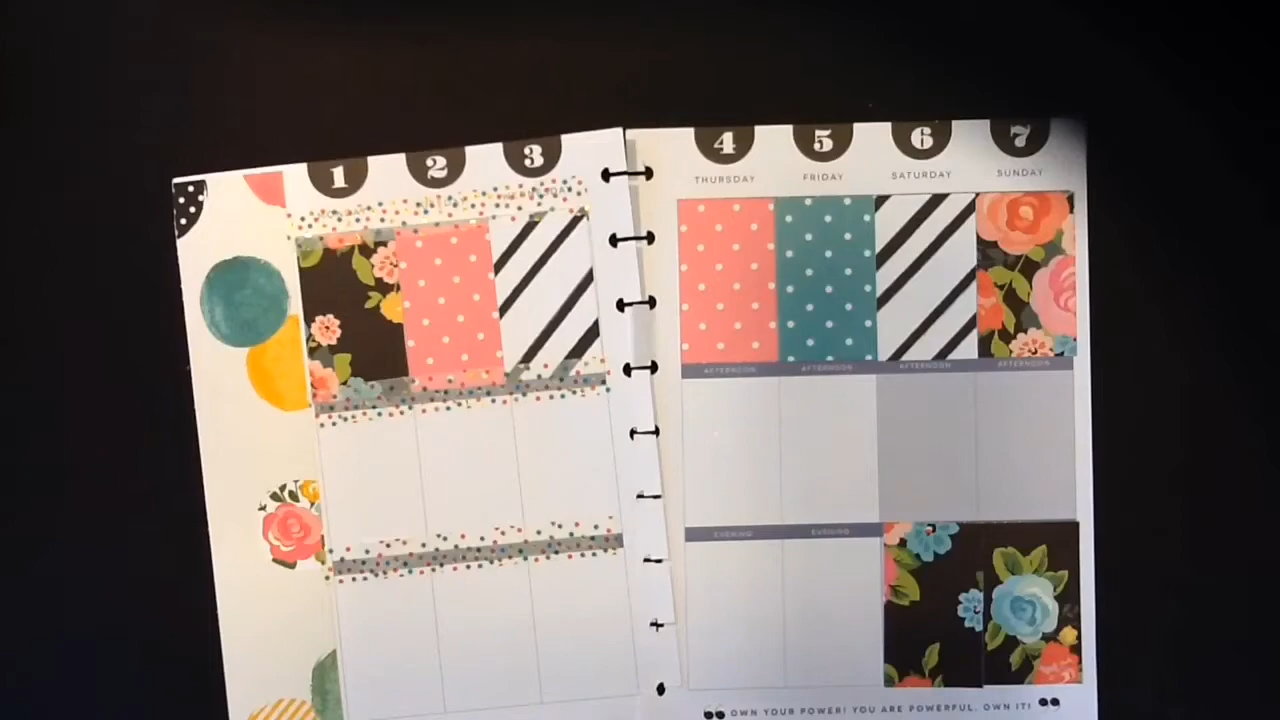 1 2 3
4 5 6 7
THURSDAY FRIDAY SATURDAY SUNDAY
AFTERNOON AFTERNOON AFTERNOON AFTERNOON
EVENING EVENING
❝ OWN YOUR POWER! YOU ARE POWERFUL. OWN IT! ❞